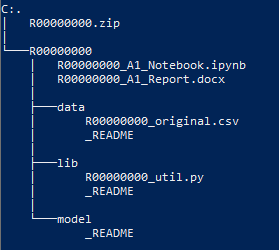 C:.
│   R00000000.zip
│
└───R00000000
    │   R00000000_A1_Notebook.ipynb
    │   R00000000_A1_Report.docx
    │
    ├───data
    │       R00000000_original.csv
    │       _README
    │
    ├───lib
    │       R00000000_util.py
    │       _README
    │
    └───model
            _README